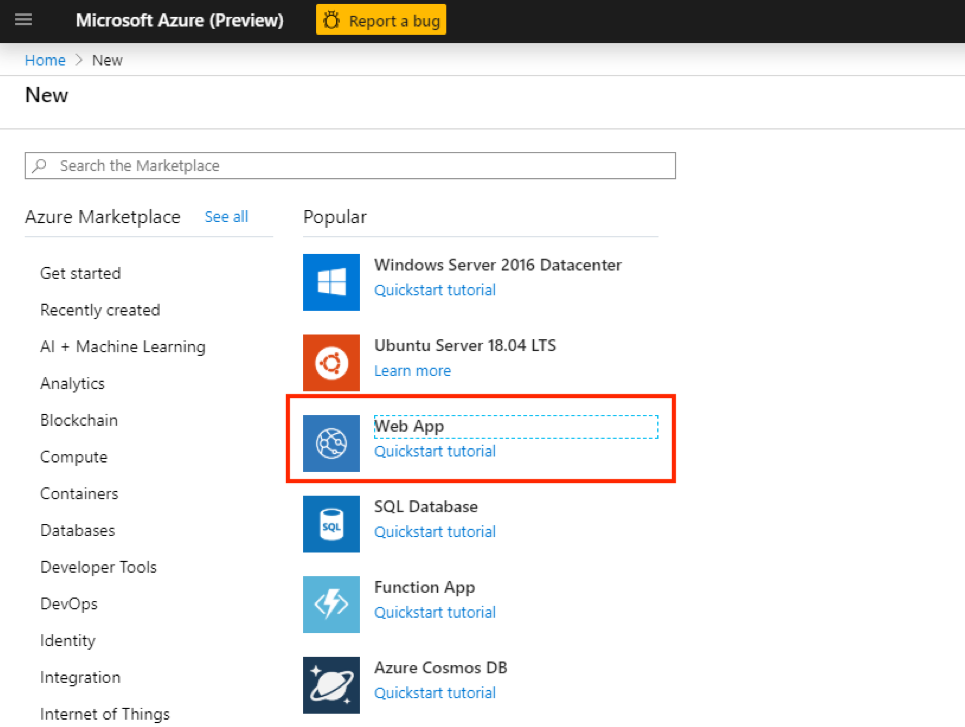 Microsoft Azure (Preview)
Report a bug
Home > New
New
Search the Marketplace
Azure Marketplace
See all
Get started
Recently created
AI + Machine Learning
Analytics
Blockchain
Compute
Containers
Databases
Developer Tools
DevOps
Identity
Integration
Internet of Things
Popular
Windows Server 2016 Datacenter
Quickstart tutorial
Ubuntu Server 18.04 LTS
Learn more
Web App
Quickstart tutorial
SQL
SQL Database
Quickstart tutorial
Function App
Quickstart tutorial
Azure Cosmos DB
Quickstart tutorial